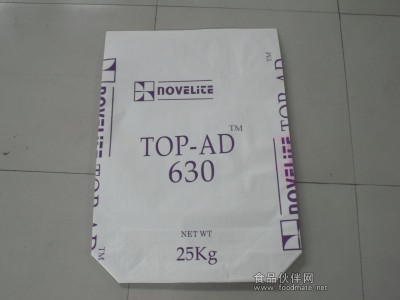 NOVELITE
TOP-AD™
630
NET WT
25Kg
NOVELITE TOP-AD™
NOVELITE TOP-AD
食品伙伴网
www.foodmate.net